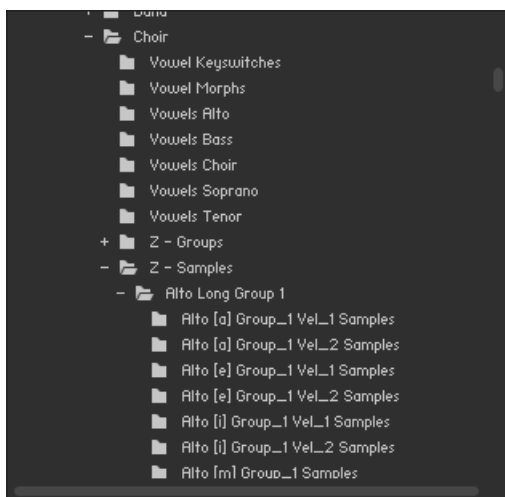 Band
Choir
Vowel Keyswitches
Vowel Morphs
Vowels Alto
Vowels Bass
Vowels Choir
Vowels Soprano
Vowels Tenor
+ Z - Groups
- Z - Samples
- Alto Long Group 1
Alto [a] Group_1 Vel_1 Samples
Alto [a] Group_1 Vel_2 Samples
Alto [e] Group_1 Vel_1 Samples
Alto [e] Group_1 Vel_2 Samples
Alto [i] Group_1 Vel_1 Samples
Alto [i] Group_1 Vel_2 Samples
Alto [m] Group_1 Samples